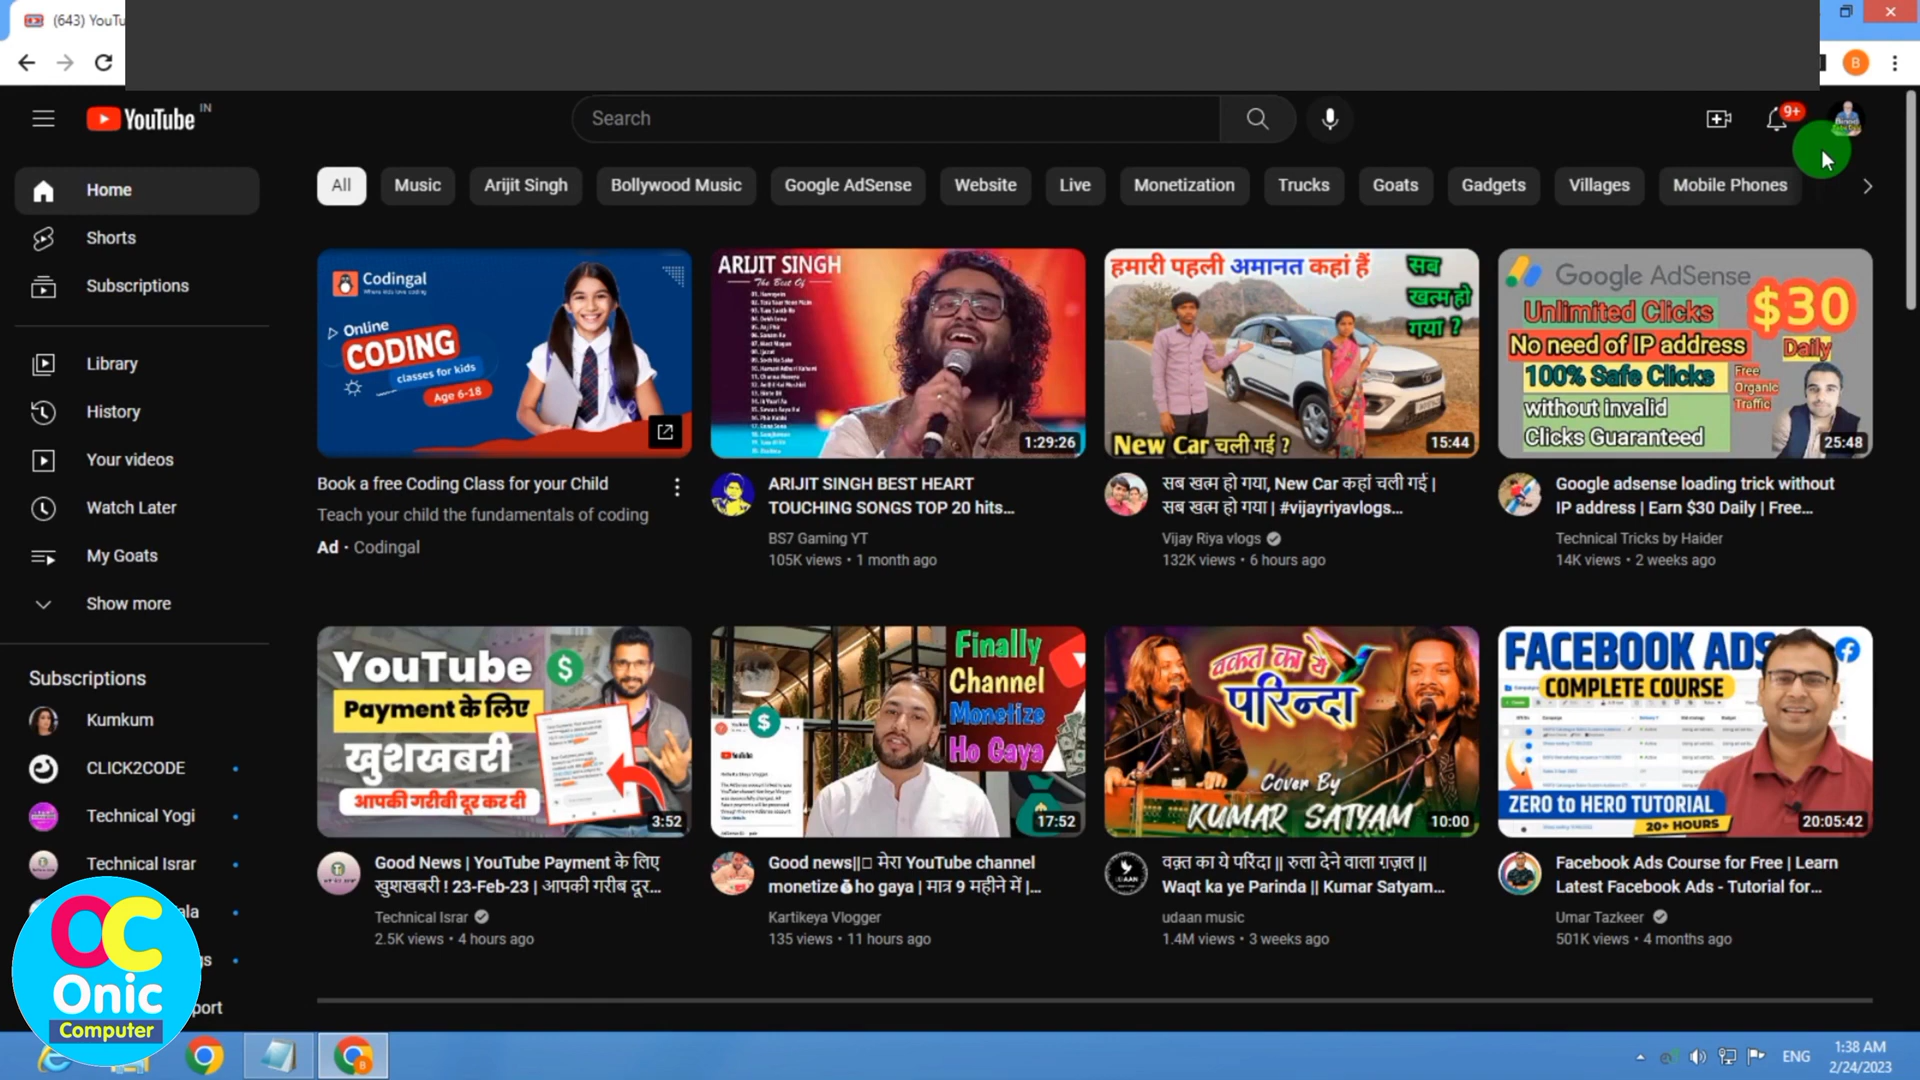 (643) YouTu
B
YouTube IN
Search
9+
Home
Shorts
Subscriptions
Library
History
Your videos
Watch Later
My Goats
Show more
Subscriptions
Kumkum
CLICK2CODE
Technical Yogi
Technical Israr
ala
gs
port
All
Music
Arijit Singh
Bollywood Music
Google AdSense
Website
Live
Monetization
Trucks
Goats
Gadgets
Villages
Mobile Phones
Codingal
Where kids love coding
Online
CODING
classes for kids
Age 6-18
Book a free Coding Class for your Child
Teach your child the fundamentals of coding
Ad · Codingal
ARIJIT SINGH
The Best Of
1:29:26
ARIJIT SINGH BEST HEART
TOUCHING SONGS TOP 20 hits...
BS7 Gaming YT
105K views · 1 month ago
हमारी पहली अमानत कहां हैं
सब
खत्म हो
गया ?
New Car चली गई ?
15:44
सब खत्म हो गया, New Car कहां चली गई |
सब खत्म हो गया | #vijayriyavlogs...
Vijay Riya vlogs
132K views · 6 hours ago
Google AdSense
Unlimited Clicks
$30
No need of IP address
Daily
100% Safe Clicks
Free
Organic
Traffic
without invalid
Clicks Guaranteed
25:48
Google adsense loading trick without
IP address | Earn $30 Daily | Free...
Technical Tricks by Haider
14K views · 2 weeks ago
YouTube $
Payment के लिए
खुशखबरी
आपकी गरीबी दूर कर दी
3:52
Good News | YouTube Payment के लिए
खुशखबरी ! 23-Feb-23 | आपकी गरीब दूर...
Technical Israr
2.5K views · 4 hours ago
Finally
Channel
Monetize
Ho Gaya
$
YouTube
17:52
Good news|| मेरा YouTube channel
monetize ho gaya | मात्र 9 महीने में |...
Kartikeya Vlogger
135 views · 11 hours ago
वक़्त का ये
परिन्दा
Cover By
KUMAR SATYAM
10:00
वक़्त का ये परिंदा || रुला देने वाला ग़ज़ल ||
Waqt ka ye Parinda || Kumar Satyam...
udaan music
1.4M views · 3 weeks ago
FACEBOOK ADS
COMPLETE COURSE
ZERO to HERO TUTORIAL
20+ HOURS
20:05:42
Facebook Ads Course for Free | Learn
Latest Facebook Ads - Tutorial for...
Umar Tazkeer
501K views · 4 months ago
OC
Onic
Computer
ENG
1:38 AM
2/24/2023